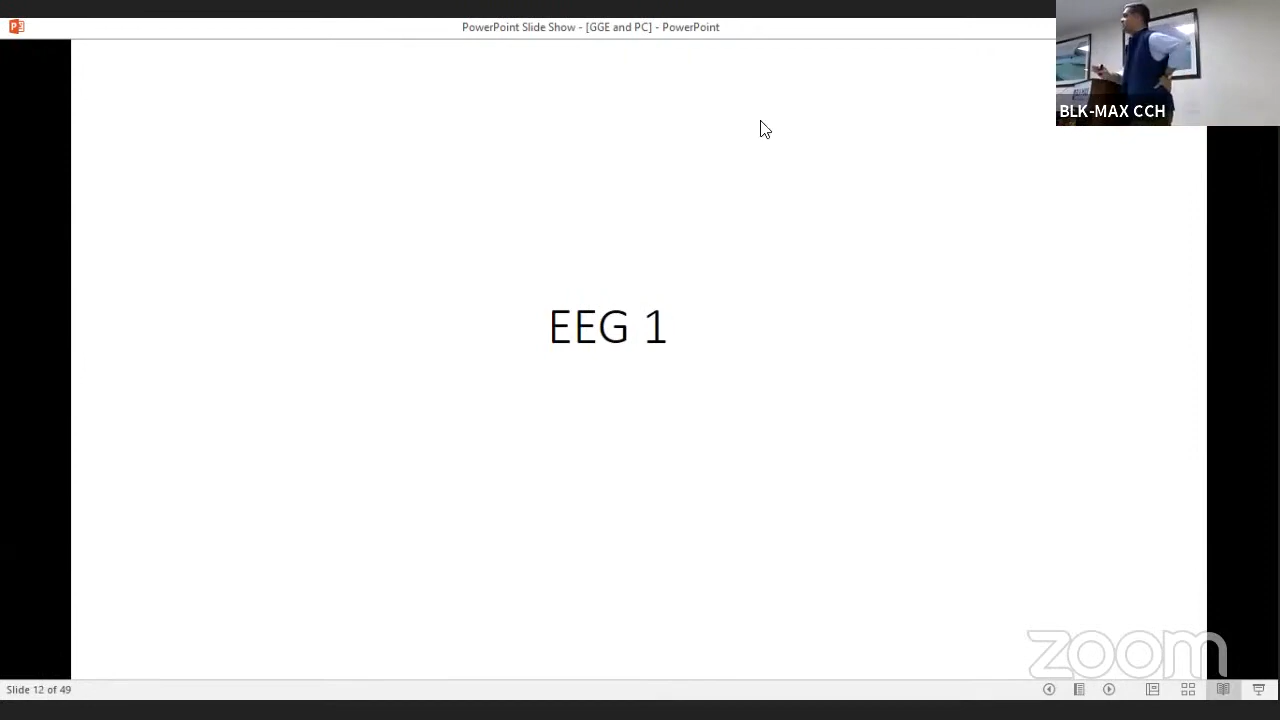 PowerPoint Slide Show - [GGE and PC] - PowerPoint
BLK-MAX CCH
EEG 1
zoom
Slide 12 of 49